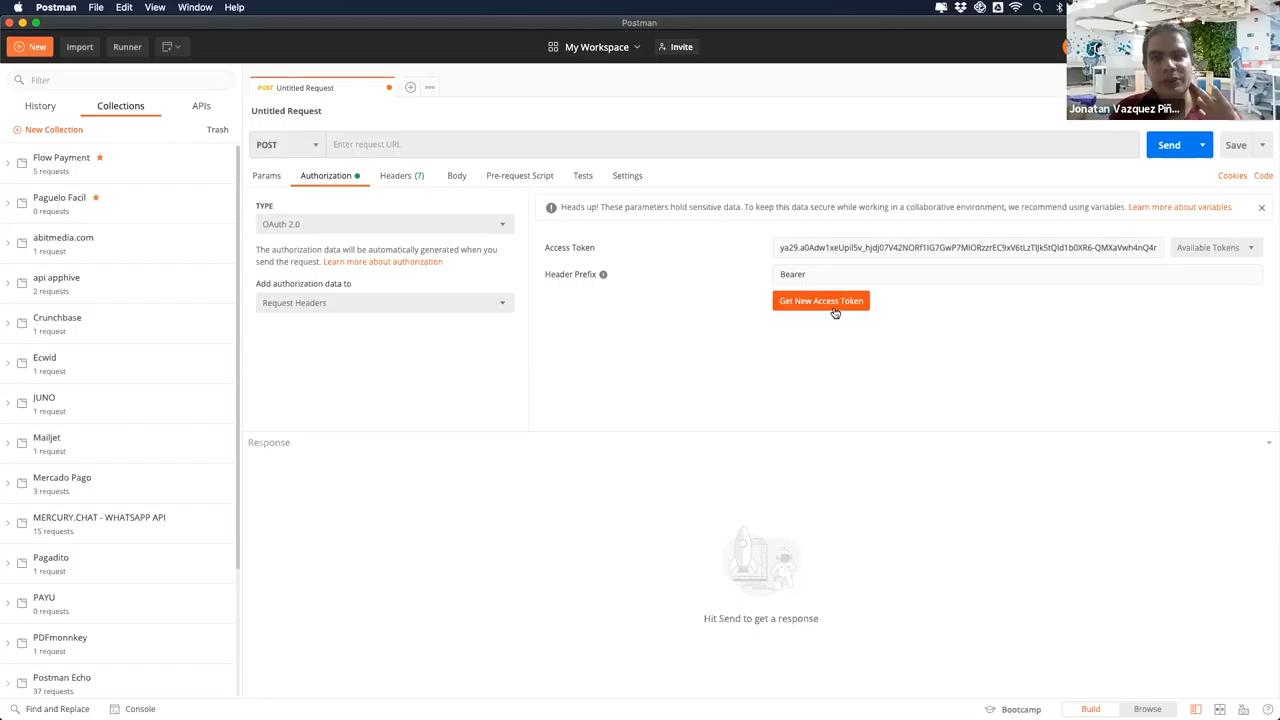 Postman File Edit View Window Help
Postman
New Import Runner My Workspace Invite
Jonatan Vazquez Piñ...
Filter
History Collections APIs
New Collection Trash
Flow Payment
5 requests
Paguelo Facil
0 requests
abitmedia.com
1 request
api apphive
2 requests
Crunchbase
1 request
Ecwid
1 request
JUNO
1 request
Mailjet
1 request
Mercado Pago
3 requests
MERCURY.CHAT - WHATSAPP API
15 requests
Pagadito
1 request
PAYU
0 requests
PDFmonnkey
1 request
Postman Echo
37 requests
POST Untitled Request
Untitled Request
POST Enter request URL Send Save
Params Authorization Headers (7) Body Pre-request Script Tests Settings Cookies Code
TYPE
OAuth 2.0
The authorization data will be automatically generated when you
send the request. Learn more about authorization
Add authorization data to
Request Headers
Heads up! These parameters hold sensitive data. To keep this data secure while working in a collaborative environment, we recommend using variables. Learn more about variables
Access Token Available Tokens
Header Prefix Bearer
Get New Access Token
Response
Hit Send to get a response
Find and Replace Console Bootcamp Build Browse